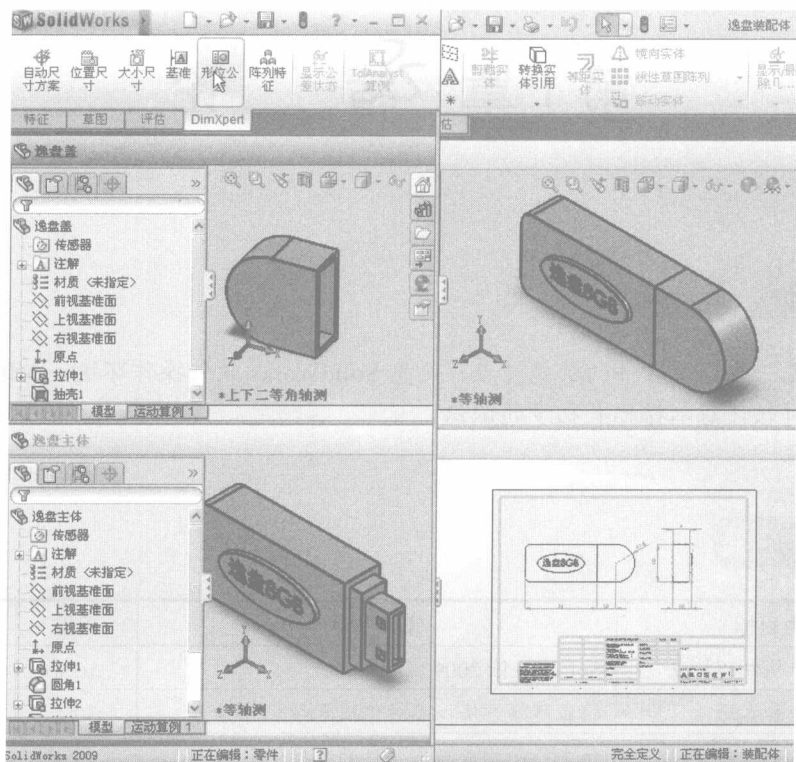 SolidWorks
逸盘装配体
自动尺寸方案
位置尺寸
大小尺寸
基准
形位公
阵列特征
显示公差状态
TolAnalyst
算例
剪裁实体
转换实体引用
等距实体
镜向实体
线性草图阵列
移动实体
特征
草图
评估
DimXpert
估
逸盘盖
逸盘盖
传感器
A 注解
材质 <未指定>
前视基准面
上视基准面
右视基准面
原点
拉伸1
抽壳1
Y
Z
X
*上下二等角轴测
模型
运动算例 1
逸盘8GB
Y
Z
X
*等轴测
逸盘主体
逸盘主体
传感器
A 注解
材质 <未指定>
前视基准面
上视基准面
右视基准面
原点
拉伸1
圆角1
拉伸2
逸盘8GB
Y
Z
X
*等轴测
模型
运动算例 1
逸盘8GB
SolidWorks 2009
正在编辑：零件
完全定义
正在编辑：装配体